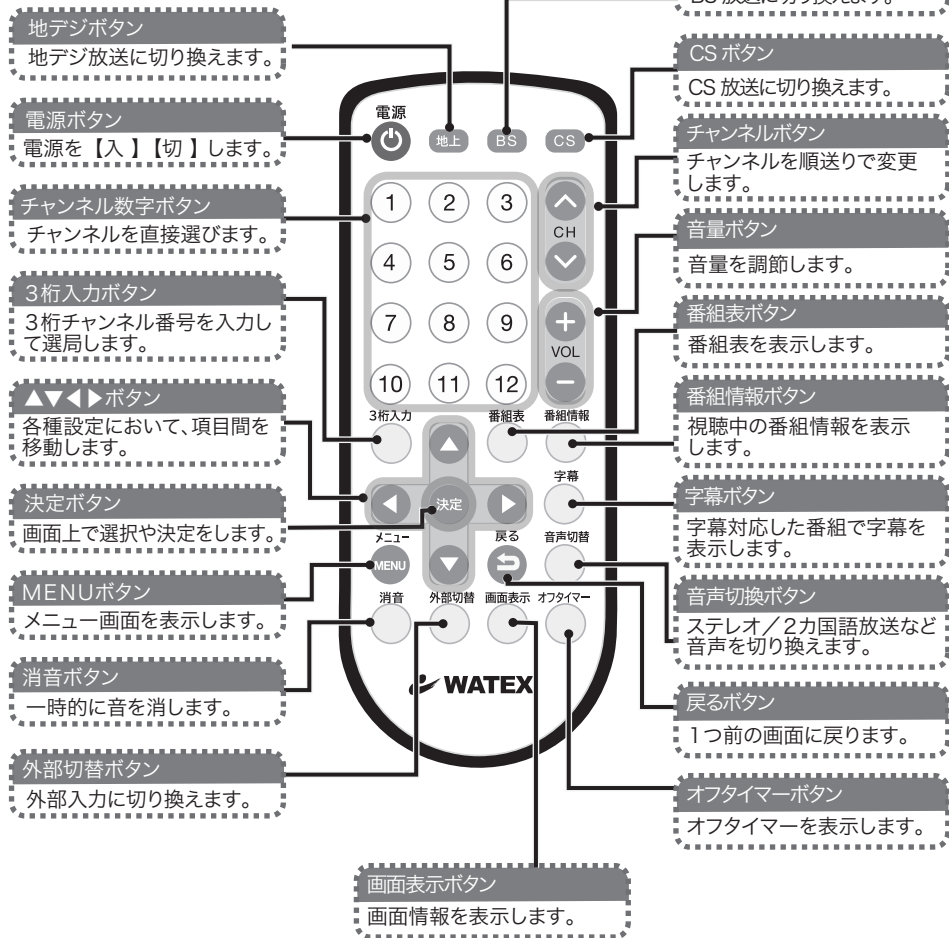 BS 放送に切り換えます。
地デジボタン
地デジ放送に切り換えます。
電源ボタン
電源を【入 】【切 】します。
チャンネル数字ボタン
チャンネルを直接選びます。
3桁入力ボタン
3桁チャンネル番号を入力し
て選局します。
▲▼◀▶ボタン
各種設定において、項目間を
移動します。
決定ボタン
画面上で選択や決定をします。
MENUボタン
メニュー画面を表示します。
消音ボタン
一時的に音を消します。
外部切替ボタン
外部入力に切り換えます。
電源
地上 BS CS
1 2 3
CH
4 5 6
7 8 9
VOL
10 11 12
3桁入力 番組表 番組情報
字幕
決定
メニュー 戻る 音声切替
MENU
消音 外部切替 画面表示 オフタイマー
WATEX
CS ボタン
CS 放送に切り換えます。
チャンネルボタン
チャンネルを順送りで変更
します。
音量ボタン
音量を調節します。
番組表ボタン
番組表を表示します。
番組情報ボタン
視聴中の番組情報を表示
します。
字幕ボタン
字幕対応した番組で字幕を
表示します。
音声切換ボタン
ステレオ／2カ国語放送など
音声を切り換えます。
戻るボタン
1つ前の画面に戻ります。
オフタイマーボタン
オフタイマーを表示します。
画面表示ボタン
画面情報を表示します。